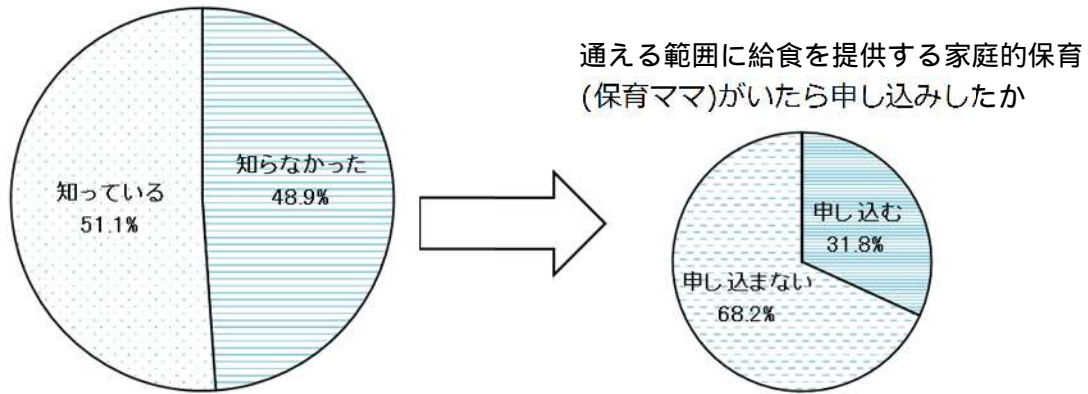 知らなかった
48.9%
知っている
51.1%
通える範囲に給食を提供する家庭的保育
(保育ママ)がいたら申し込みしたか
申し込む
31.8%
申し込まない
68.2%